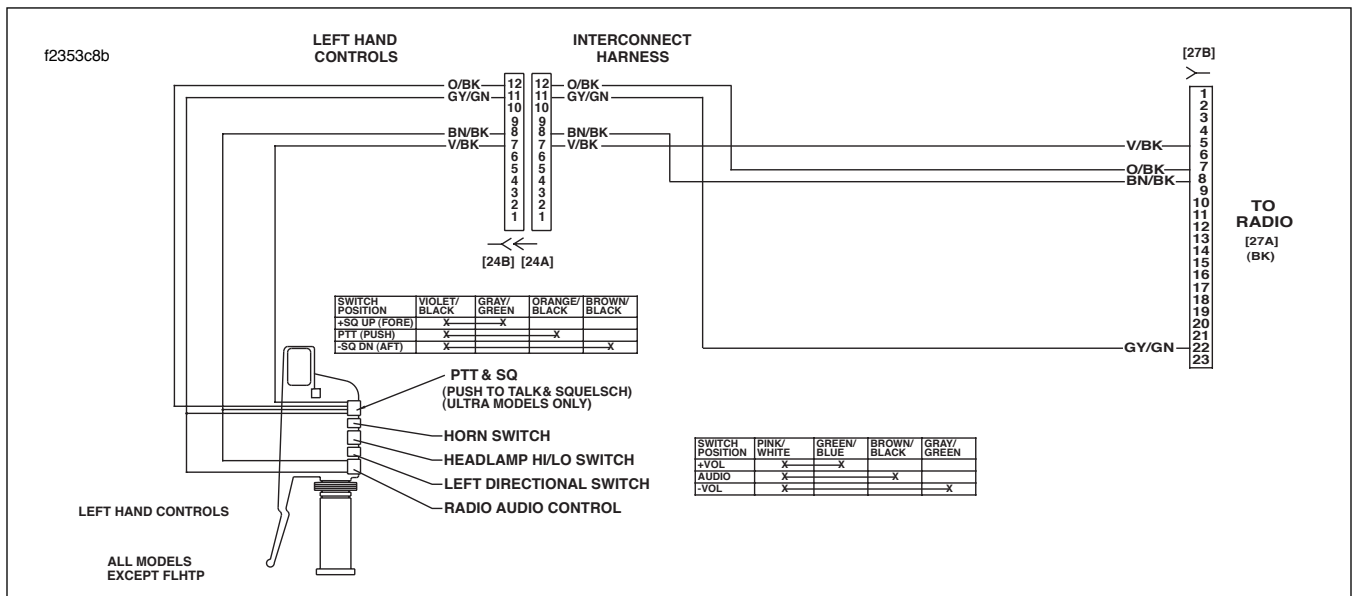 f2353c8b
LEFT HAND
CONTROLS
INTERCONNECT
HARNESS
[27B]
O/BK
GY/GN
BN/BK
V/BK
12
11
10
9
8
7
6
5
4
3
2
1
12
11
10
9
8
7
6
5
4
3
2
1
O/BK
GY/GN
BN/BK
V/BK
[24B] [24A]
V/BK
O/BK
BN/BK
GY/GN
1
2
3
4
5
6
7
8
9
10
11
12
13
14
15
16
17
18
19
20
21
22
23
TO
RADIO
[27A]
(BK)
SWITCH POSITION VIOLET/ BLACK GRAY/ GREEN ORANGE/ BLACK BROWN/ BLACK
+SQ UP (FORE) X X
PTT (PUSH) X X
-SQ DN (AFT) X X
PTT & SQ
(PUSH TO TALK & SQUELSCH)
(ULTRA MODELS ONLY)
HORN SWITCH
HEADLAMP HI/LO SWITCH
LEFT DIRECTIONAL SWITCH
RADIO AUDIO CONTROL
SWITCH POSITION PINK/ WHITE GREEN/ BLUE BROWN/ BLACK GRAY/ GREEN
+VOL X X
AUDIO X X
-VOL X X
LEFT HAND CONTROLS
ALL MODELS
EXCEPT FLHTP